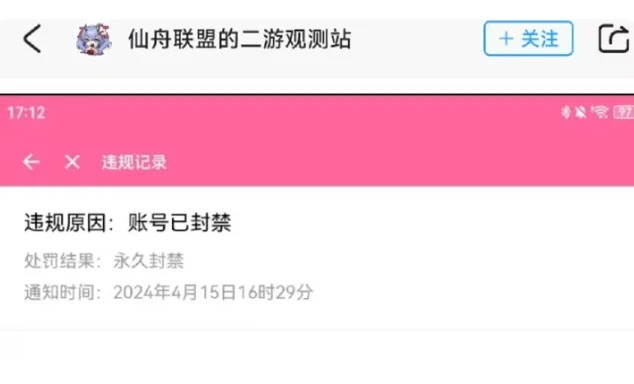 仙舟联盟的二游观测站
+ 关注
17:12
97
违规记录
违规原因：账号已封禁
处罚结果：永久封禁
通知时间：2024年4月15日16时29分